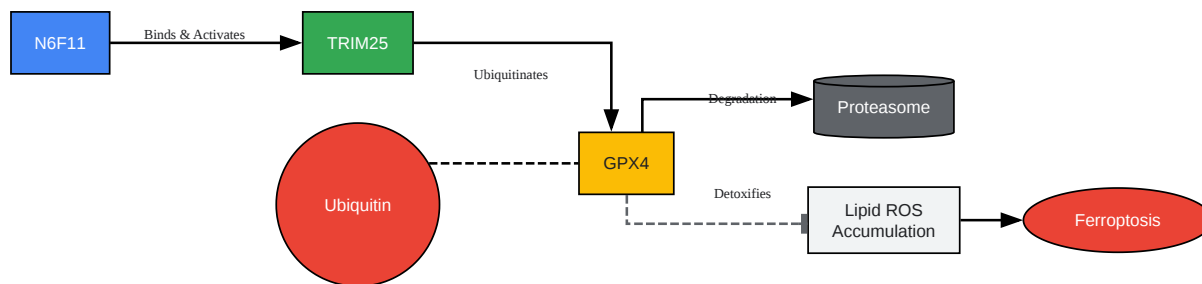 N6F11
Binds & Activates
TRIM25
Ubiquitinates
Degradation
Proteasome
GPX4
Ubiquitin
Detoxifies
Lipid ROS
Accumulation
Ferroptosis